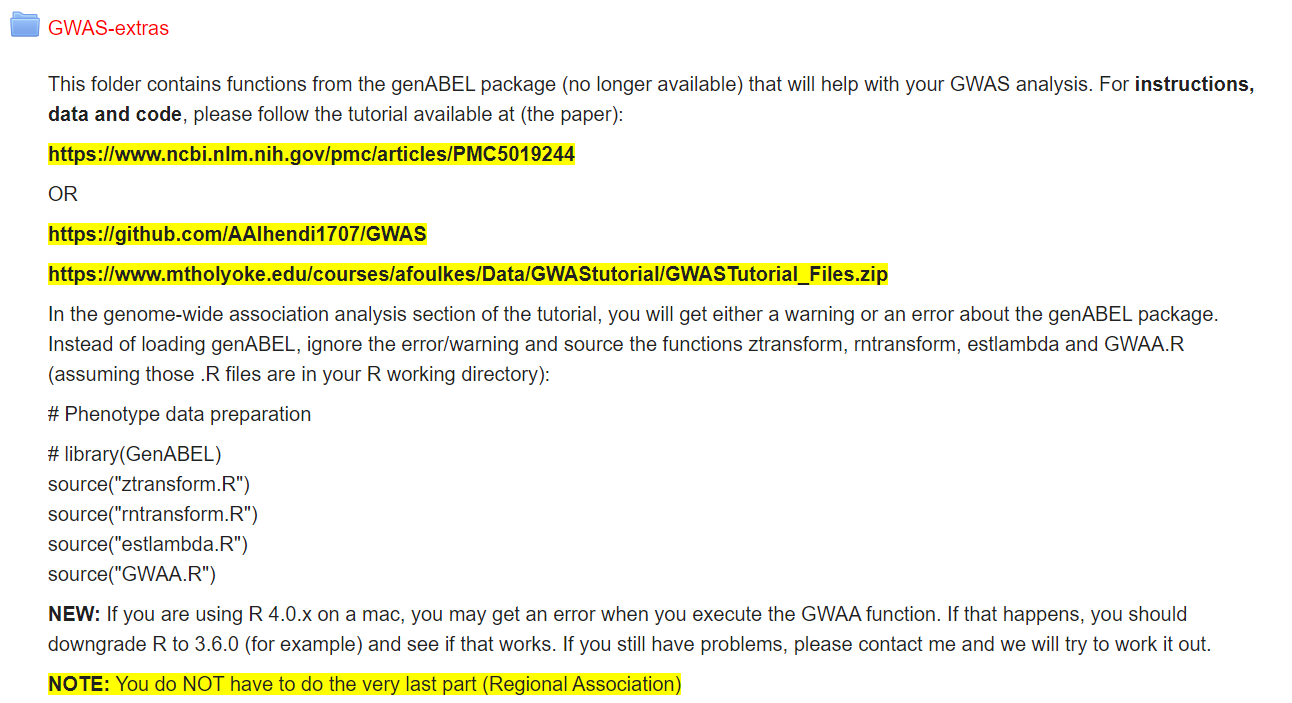 GWAS-extras
This folder contains functions from the genABEL package (no longer available) that will help with your GWAS analysis. For instructions,
data and code, please follow the tutorial available at (the paper):
https://www.ncbi.nlm.nih.gov/pmc/articles/PMC5019244
OR
https://github.com/AAlhendi1707/GWAS
https://www.mtholyoke.edu/courses/afoulkes/Data/GWAStutorial/GWASTutorial_Files.zip
In the genome-wide association analysis section of the tutorial, you will get either a warning or an error about the genABEL package.
Instead of loading genABEL, ignore the error/warning and source the functions ztransform, rntransform, estlambda and GWAA.R
(assuming those .R files are in your R working directory):
# Phenotype data preparation
# library(GenABEL)
source("ztransform.R")
source("rntransform.R")
source("estlambda.R")
source("GWAA.R")
NEW: If you are using R 4.0.x on a mac, you may get an error when you execute the GWAA function. If that happens, you should
downgrade R to 3.6.0 (for example) and see if that works. If you still have problems, please contact me and we will try to work it out.
NOTE: You do NOT have to do the very last part (Regional Association)